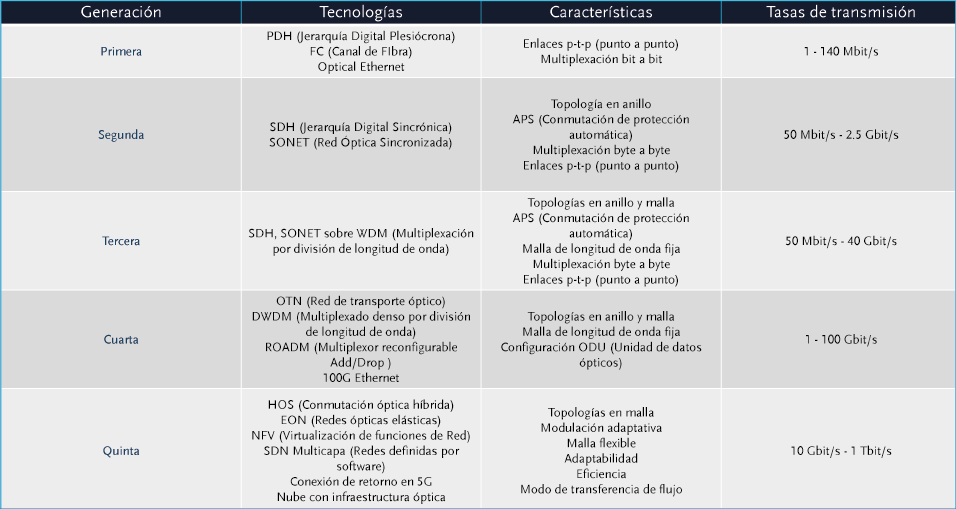 Generación
Tecnologías
Características
Tasas de transmisión
Primera
PDH (Jerarquía Digital Plesiócrona)
FC (Canal de FIbra)
Optical Ethernet
Enlaces p-t-p (punto a punto)
Multiplexación bit a bit
1 - 140 Mbit/s
Segunda
SDH (Jerarquía Digital Sincrónica)
SONET (Red Óptica Sincronizada)
Topología en anillo
APS (Conmutación de protección
automática)
Multiplexación byte a byte
Enlaces p-t-p (punto a punto)
50 Mbit/s - 2.5 Gbit/s
Tercera
SDH, SONET sobre WDM (Multiplexación
por división de longitud de onda)
Topologías en anillo y malla
APS (Conmutación de protección
automática)
Malla de longitud de onda fija
Multiplexación byte a byte
Enlaces p-t-p (punto a punto)
50 Mbit/s - 40 Gbit/s
Cuarta
OTN (Red de transporte óptico)
DWDM (Multiplexado denso por división
de longitud de onda)
ROADM (Multiplexor reconfigurable
Add/Drop )
100G Ethernet
Topologías en anillo y malla
Malla de longitud de onda fija
Configuración ODU (Unidad de datos
ópticos)
1 - 100 Gbit/s
Quinta
HOS (Conmutación óptica híbrida)
EON (Redes ópticas elásticas)
NFV (Virtualización de funciones de Red)
SDN Multicapa (Redes definidas por
software)
Conexión de retorno en 5G
Nube con infraestructura óptica
Topologías en malla
Modulación adaptativa
Malla flexible
Adaptabilidad
Eficiencia
Modo de transferencia de flujo
10 Gbit/s - 1 Tbit/s